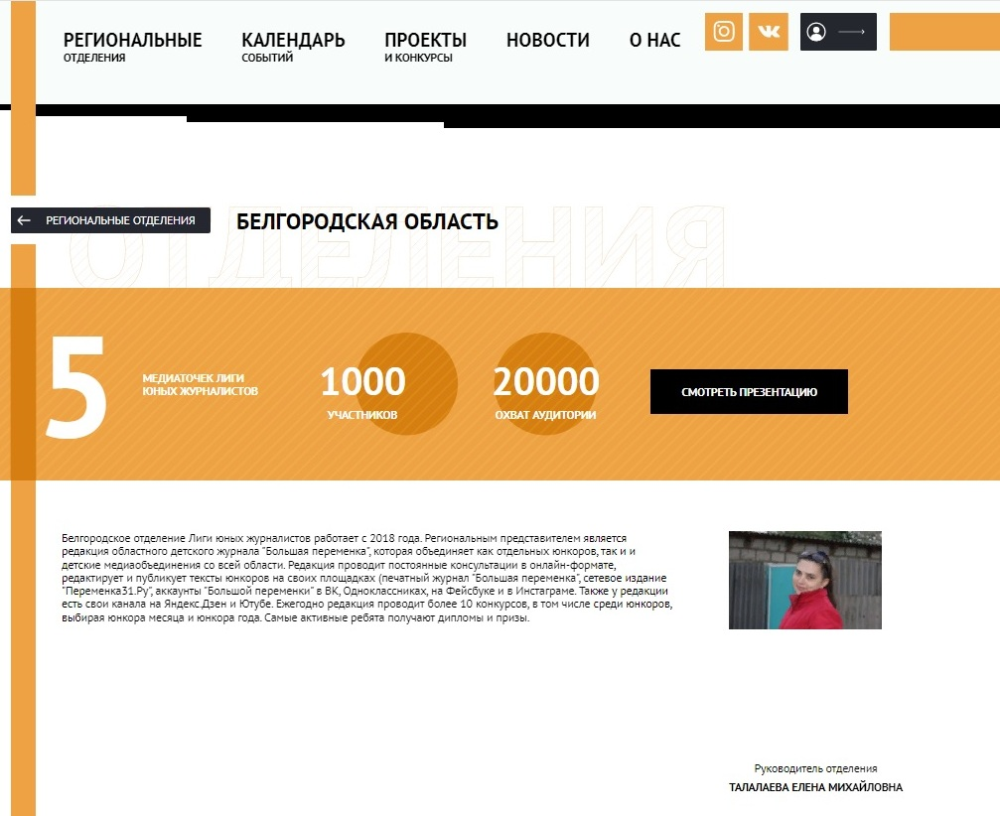 РЕГИОНАЛЬНЫЕ
ОТДЕЛЕНИЯ
КАЛЕНДАРЬ
СОБЫТИЙ
ПРОЕКТЫ
И КОНКУРСЫ
НОВОСТИ
О НАС
РЕГИОНАЛЬНЫЕ ОТДЕЛЕНИЯ
БЕЛГОРОДСКАЯ ОБЛАСТЬ
ОТДЕЛЕНИЯ
5
МЕДИАТОЧЕК ЛИГИ
ЮНЫХ ЖУРНАЛИСТОВ
1000
УЧАСТНИКОВ
20000
ОХВАТ АУДИТОРИИ
СМОТРЕТЬ ПРЕЗЕНТАЦИЮ
Белгородское отделение Лиги юных журналистов работает с 2018 года. Региональным представителем является
редакция областного детского журнала "Большая переменка", которая объединяет как отдельных юнкоров, так и и
детские медиаобъединения со всей области. Редакция проводит постоянные консультации в онлайн-формате,
редактирует и публикует тексты юнкоров на своих площадках (печатный журнал "Большая переменка", сетевое издание
"Переменка31.Ру", аккаунты "Большой переменки" в ВК, Одноклассниках, на Фейсбуке и в Инстаграме. Также у редакции
есть свои канала на Яндекс.Дзен и Ютубе. Ежегодно редакция проводит более 10 конкурсов, в том числе среди юнкоров,
выбирая юнкора месяца и юнкора года. Самые активные ребята получают дипломы и призы.
Руководитель отделения
ТАЛАЛАЕВА ЕЛЕНА МИХАЙЛОВНА